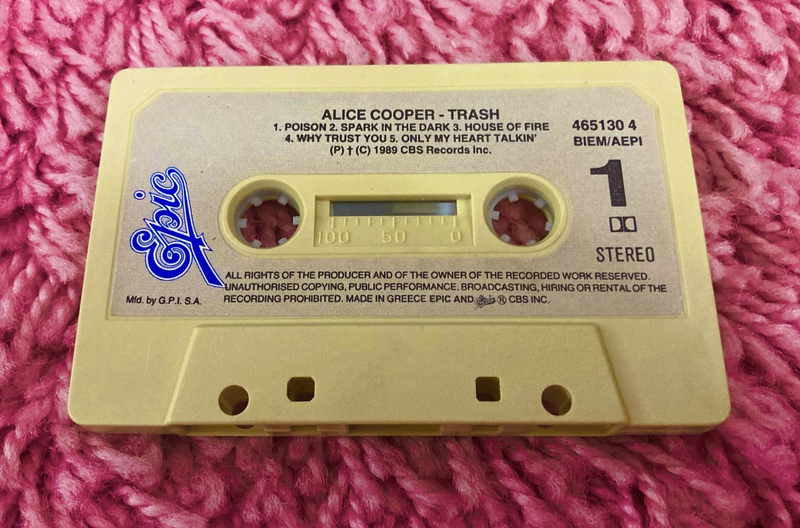 ALICE COOPER - TRASH
1. POISON 2. SPARK IN THE DARK 3. HOUSE OF FIRE
4. WHY TRUST YOU 5. ONLY MY HEART TALKIN'
(P) † (C) 1989 CBS Records Inc.
465130 4
BIEM/AEPI
1
STEREO
Epic
100 50 0
Mfd. by G.P.I. S.A.
ALL RIGHTS OF THE PRODUCER AND OF THE OWNER OF THE RECORDED WORK RESERVED.
UNAUTHORISED COPYING, PUBLIC PERFORMANCE, BROADCASTING, HIRING OR RENTAL OF THE
RECORDING PROHIBITED. MADE IN GREECE EPIC AND Epic ® CBS INC.